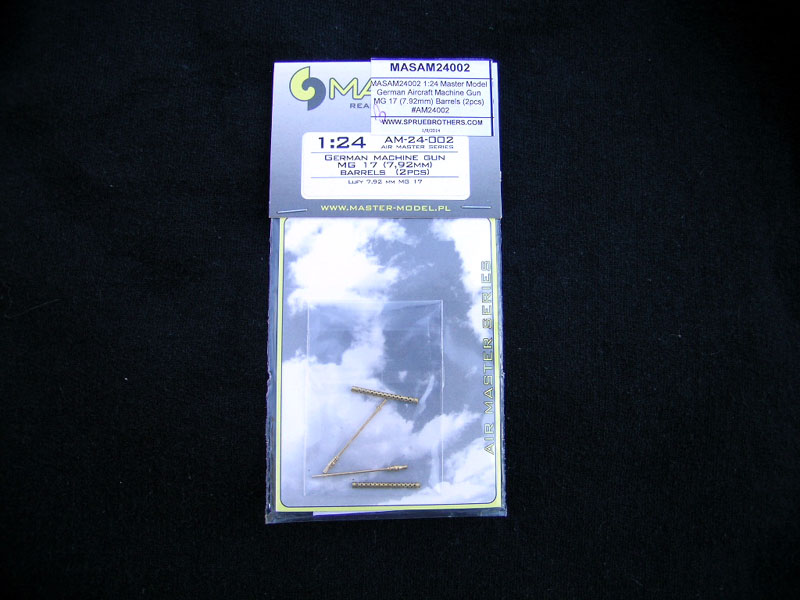 MASAM24002
MASAM24002 1:24 Master Model
German Aircraft Machine Gun
MG 17 (7.92mm) Barrels (2pcs)
#AM24002
WWW.SPRUEBROTHERS.COM
1:24 AM-24-002
AIR MASTER SERIES
GERMAN MACHINE GUN
MG 17 (7,92MM)
BARRELS (2PCS)
LUFY 7,92 MM MG 17
WWW.MASTER-MODEL.PL
AIR MASTER SERIES